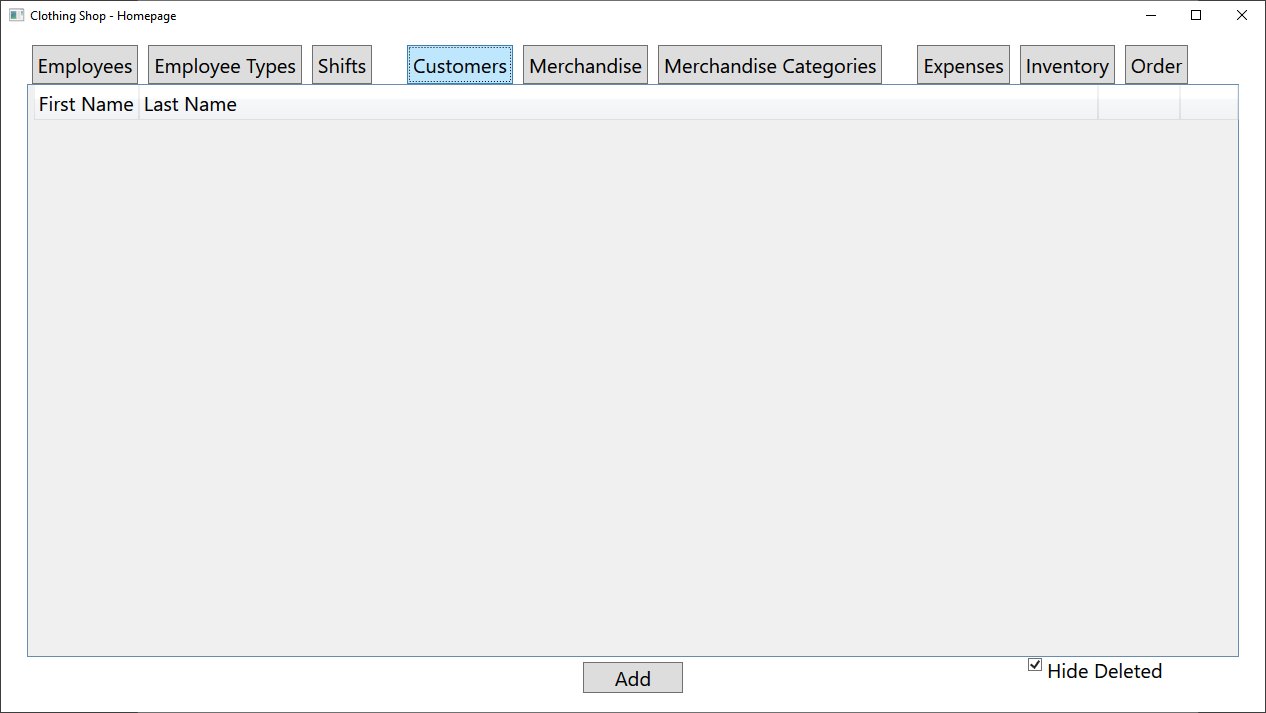 Clothing Shop - Homepage
Employees Employee Types Shifts Customers Merchandise Merchandise Categories Expenses Inventory Order
First Name Last Name
Add Hide Deleted